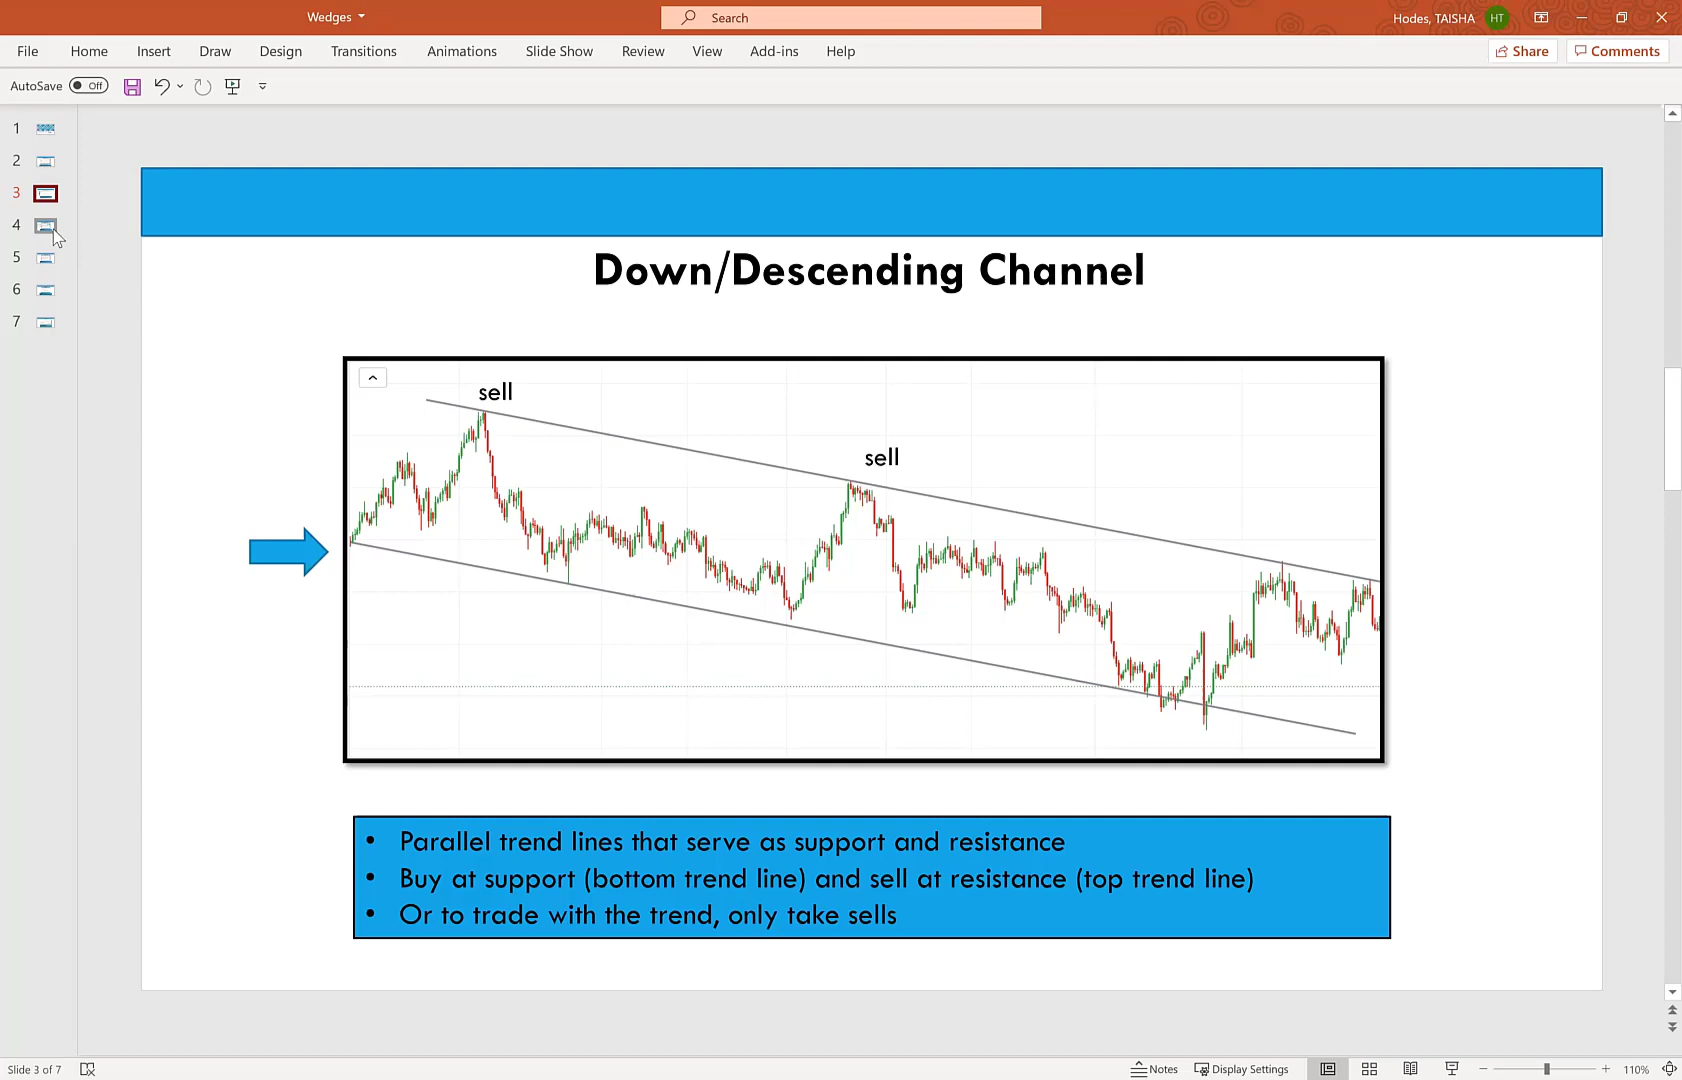 Wedges
Search
Hodes, TAISHA
HT
File
Home
Insert
Draw
Design
Transitions
Animations
Slide Show
Review
View
Add-ins
Help
Share
Comments
AutoSave
Off
1
2
3
4
5
6
7
Down/Descending Channel
sell
sell
• Parallel trend lines that serve as support and resistance
• Buy at support (bottom trend line) and sell at resistance (top trend line)
• Or to trade with the trend, only take sells
Slide 3 of 7
Notes
Display Settings
110%